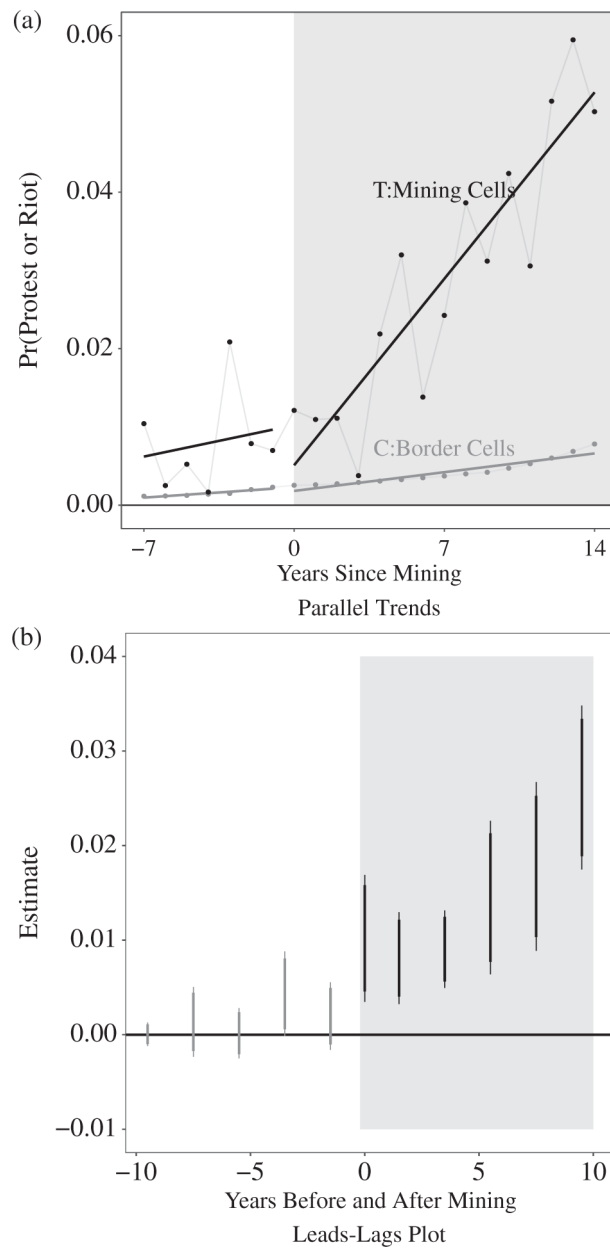 (a)
Pr(Protest or Riot)
0.06
0.04
0.02
0.00
T:Mining Cells
C:Border Cells
−7
0
7
14
Years Since Mining
Parallel Trends
(b)
Estimate
0.04
0.03
0.02
0.01
0.00
−0.01
−10
−5
0
5
10
Years Before and After Mining
Leads-Lags Plot